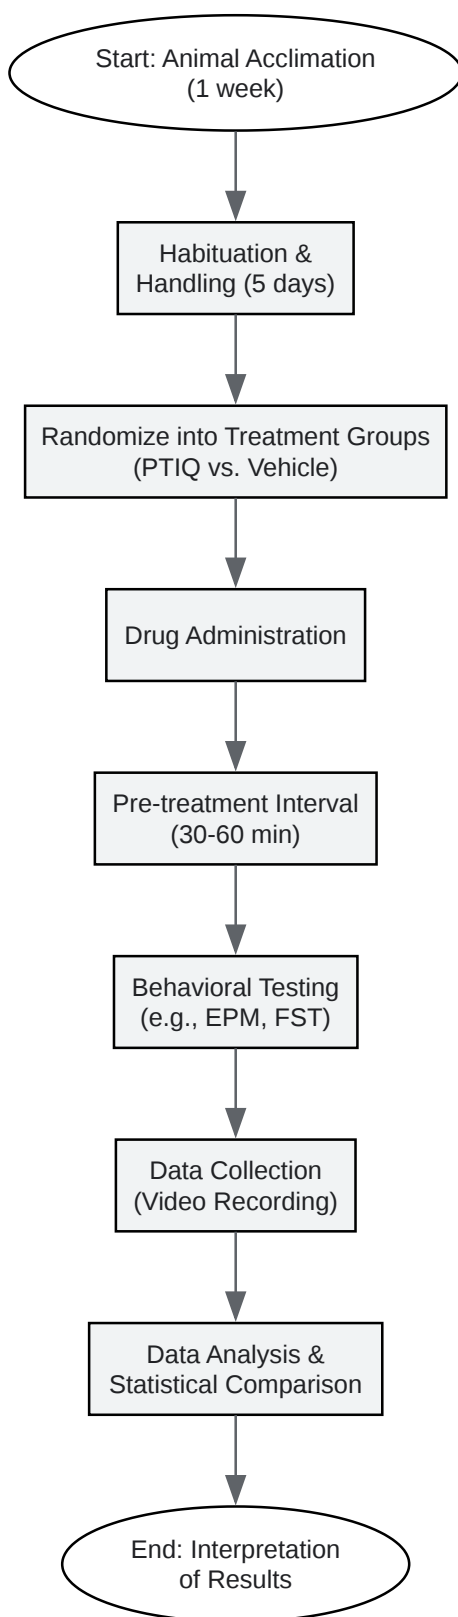 Start: Animal Acclimation
(1 week)
Habituation &
Handling (5 days)
Randomize into Treatment Groups
(PTIQ vs. Vehicle)
Drug Administration
Pre-treatment Interval
(30-60 min)
Behavioral Testing
(e.g., EPM, FST)
Data Collection
(Video Recording)
Data Analysis &
Statistical Comparison
End: Interpretation
of Results